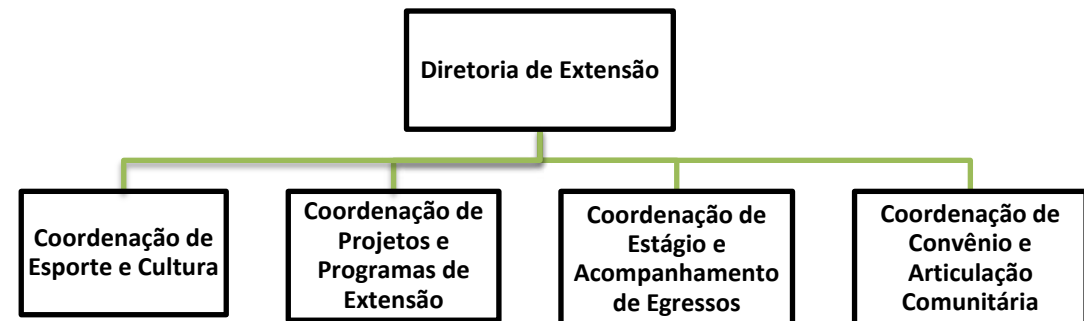 Diretoria de Extensão
Coordenação de
Esporte e Cultura
Coordenação de
Projetos e
Programas de
Extensão
Coordenação de
Estágio e
Acompanhamento
de Egressos
Coordenação de
Convênio e
Articulação
Comunitária